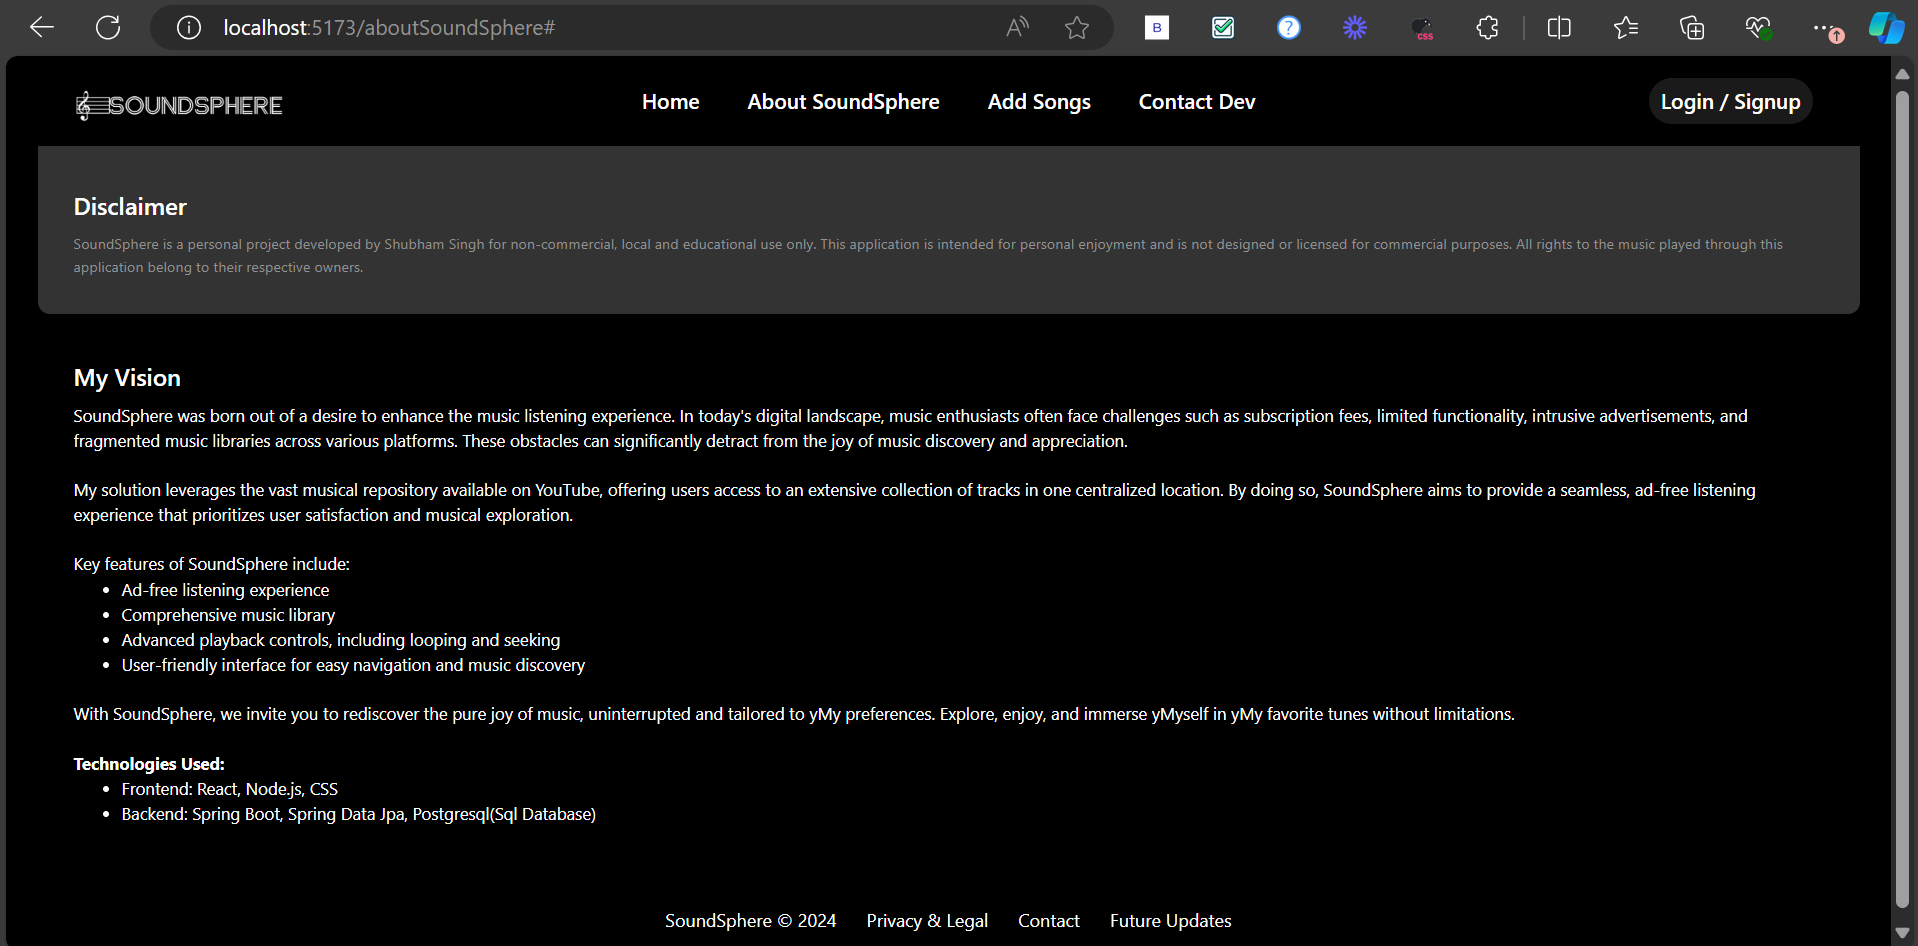 localhost:5173/aboutSoundSphere#
B
?
css
SOUNDSPHERE
Home About SoundSphere Add Songs Contact Dev
Login / Signup
Disclaimer
SoundSphere is a personal project developed by Shubham Singh for non-commercial, local and educational use only. This application is intended for personal enjoyment and is not designed or licensed for commercial purposes. All rights to the music played through this
application belong to their respective owners.
My Vision
SoundSphere was born out of a desire to enhance the music listening experience. In today's digital landscape, music enthusiasts often face challenges such as subscription fees, limited functionality, intrusive advertisements, and
fragmented music libraries across various platforms. These obstacles can significantly detract from the joy of music discovery and appreciation.
My solution leverages the vast musical repository available on YouTube, offering users access to an extensive collection of tracks in one centralized location. By doing so, SoundSphere aims to provide a seamless, ad-free listening
experience that prioritizes user satisfaction and musical exploration.
Key features of SoundSphere include:
• Ad-free listening experience
• Comprehensive music library
• Advanced playback controls, including looping and seeking
• User-friendly interface for easy navigation and music discovery
With SoundSphere, we invite you to rediscover the pure joy of music, uninterrupted and tailored to yMy preferences. Explore, enjoy, and immerse yMyself in yMy favorite tunes without limitations.
Technologies Used:
• Frontend: React, Node.js, CSS
• Backend: Spring Boot, Spring Data Jpa, Postgresql(Sql Database)
SoundSphere © 2024 Privacy & Legal Contact Future Updates